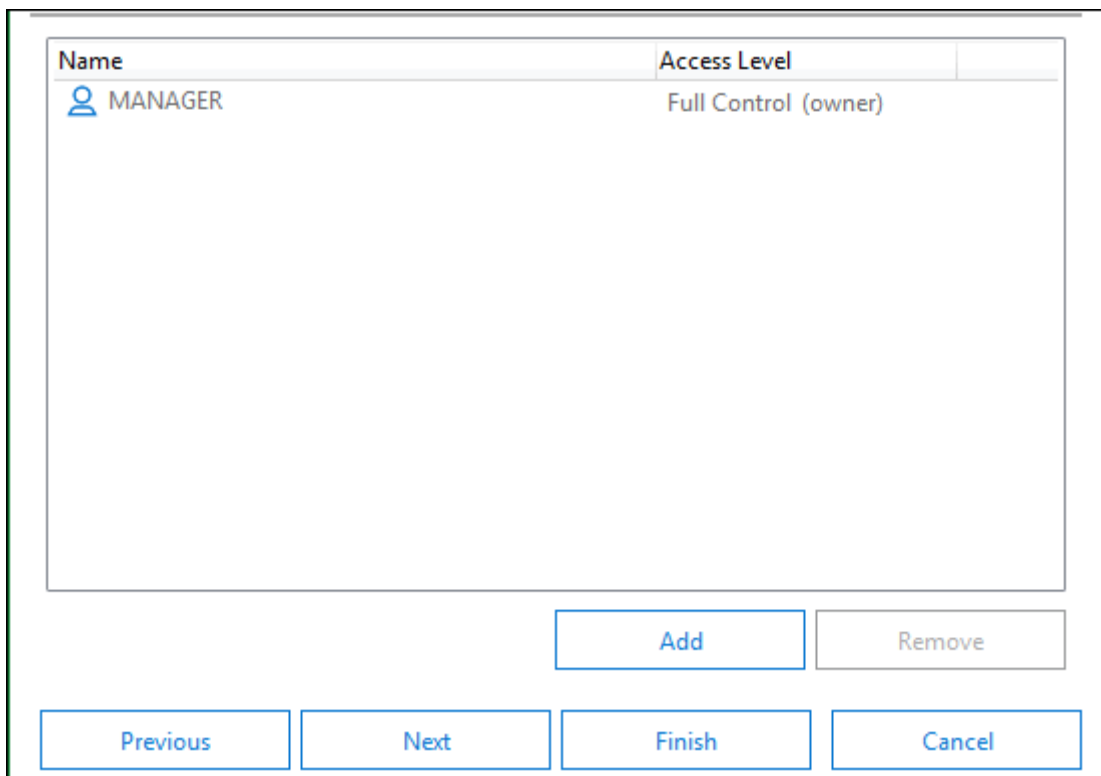 Name Access Level
MANAGER Full Control (owner)
Add Remove
Previous Next Finish Cancel